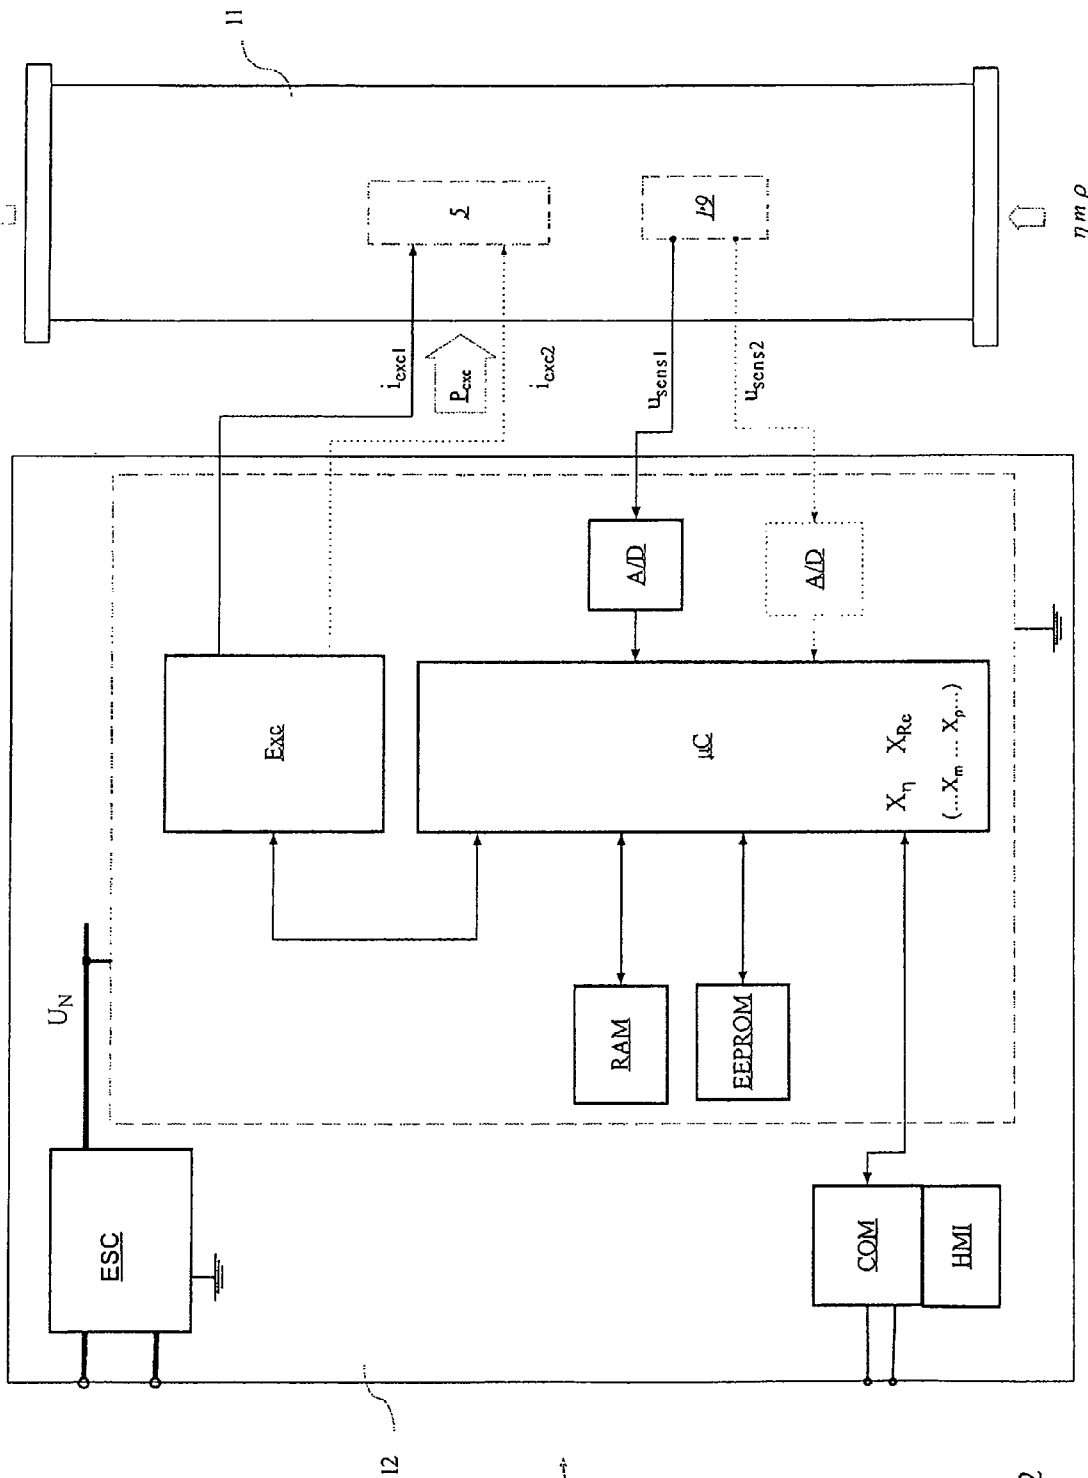 11
5
19
η m ρ
i_exc1
P_exc
i_exc2
u_sens1
u_sens2
A/D
A/D
Exc
μC
X_η X_Re
(...X_m ... X_ρ...)
U_N
RAM
EEPROM
ESC
COM
HMI
12